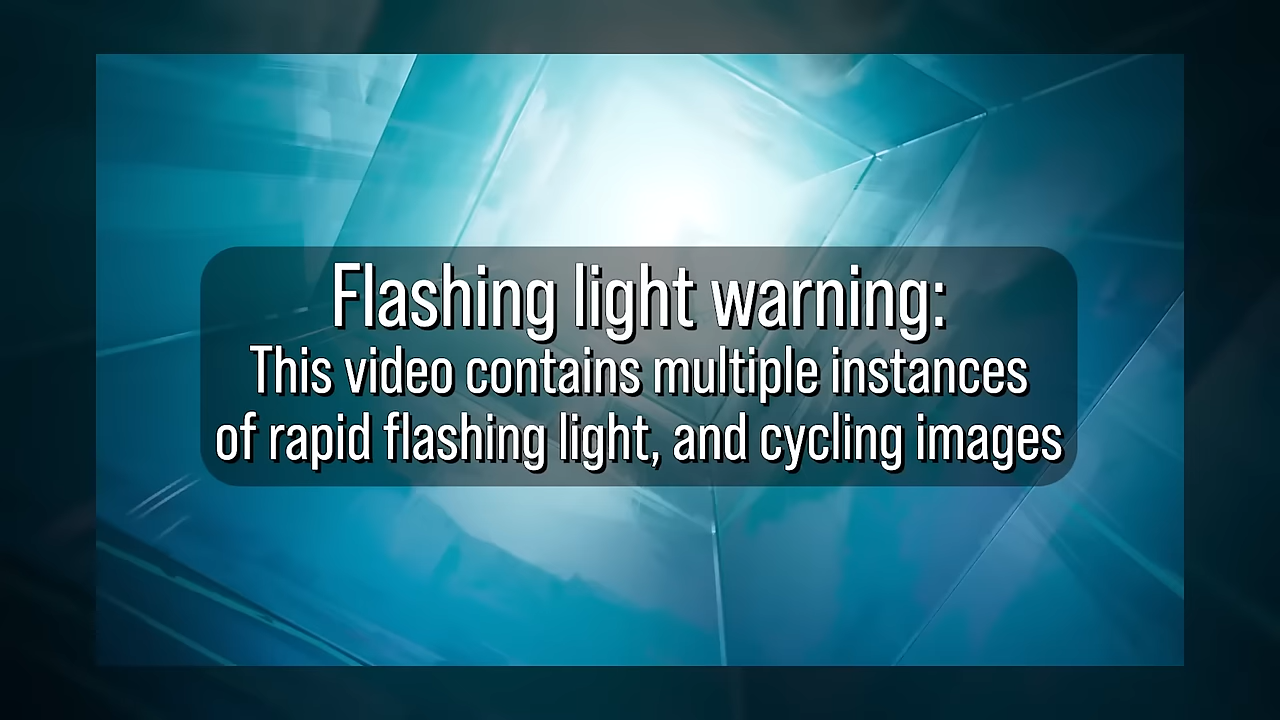 Flashing light warning:
This video contains multiple instances
of rapid flashing light, and cycling images